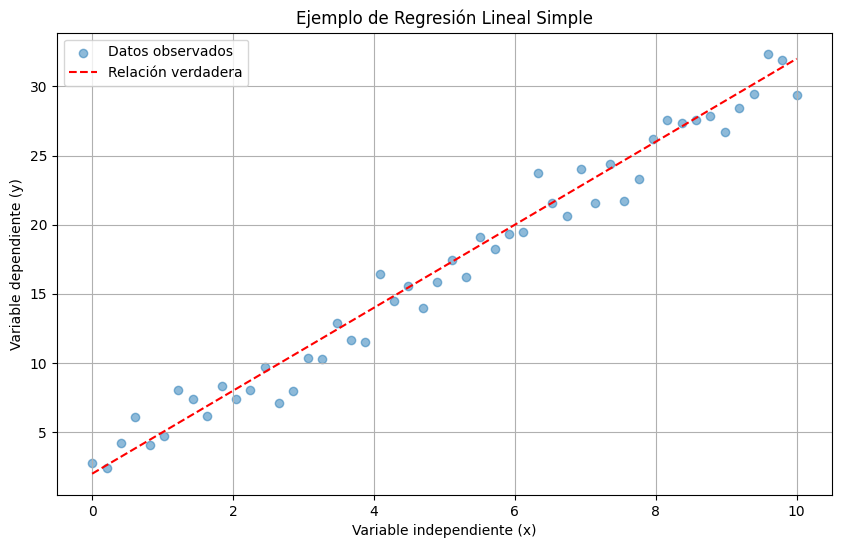 Ejemplo de Regresión Lineal Simple
Datos observados
Relación verdadera
Variable dependiente (y)
30
25
20
15
10
5
0 2 4 6 8 10
Variable independiente (x)